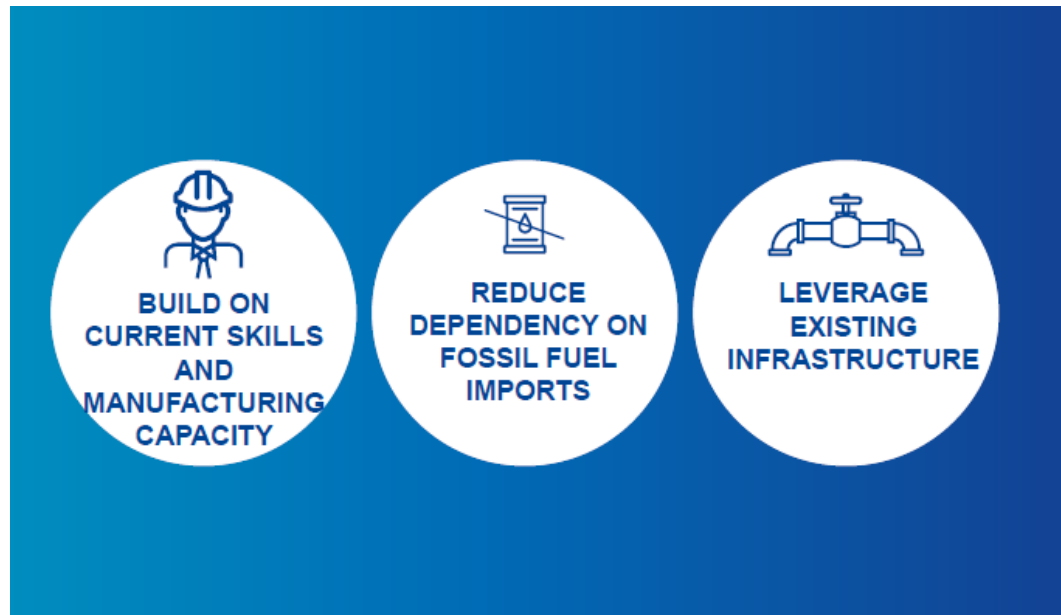 BUILD ON
CURRENT SKILLS
AND
MANUFACTURING
CAPACITY
REDUCE
DEPENDENCY ON
FOSSIL FUEL
IMPORTS
LEVERAGE
EXISTING
INFRASTRUCTURE